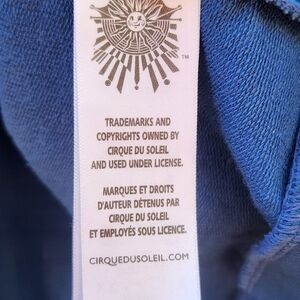 TM
TRADEMARKS AND
COPYRIGHTS OWNED BY
CIRQUE DU SOLEIL
AND USED UNDER LICENSE.
MARQUES ET DROITS
D'AUTEUR DÉTENUS PAR
CIRQUE DU SOLEIL
ET EMPLOYÉS SOUS LICENCE.
CIRQUEDUSOLEIL.COM